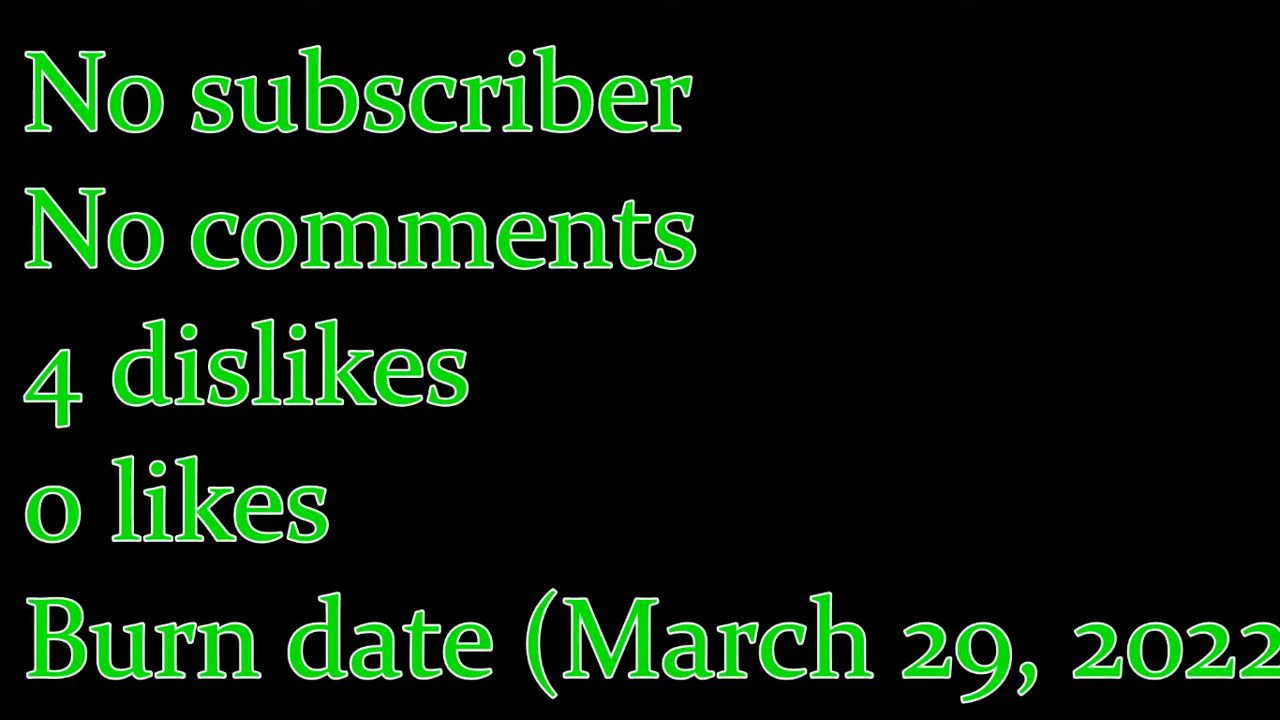 No subscriber
No comments
4 dislikes
0 likes
Burn date (March 29, 2022